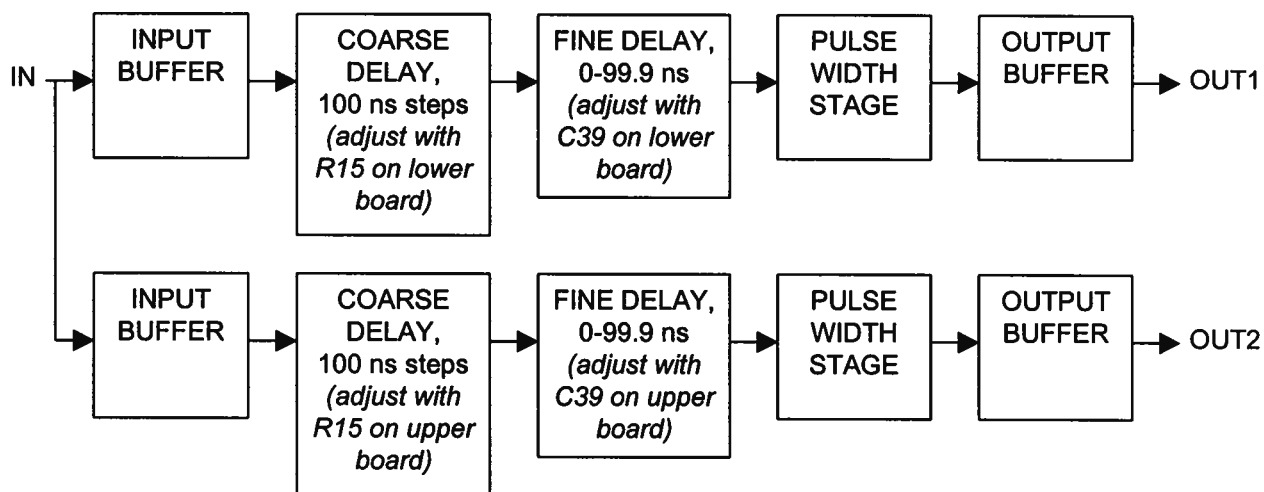 IN
INPUT
BUFFER
COARSE
DELAY,
100 ns steps
(adjust with
R15 on lower
board)
FINE DELAY,
0-99.9 ns
(adjust with
C39 on lower
board)
PULSE
WIDTH
STAGE
OUTPUT
BUFFER
OUT1
INPUT
BUFFER
COARSE
DELAY,
100 ns steps
(adjust with
R15 on upper
board)
FINE DELAY,
0-99.9 ns
(adjust with
C39 on upper
board)
PULSE
WIDTH
STAGE
OUTPUT
BUFFER
OUT2